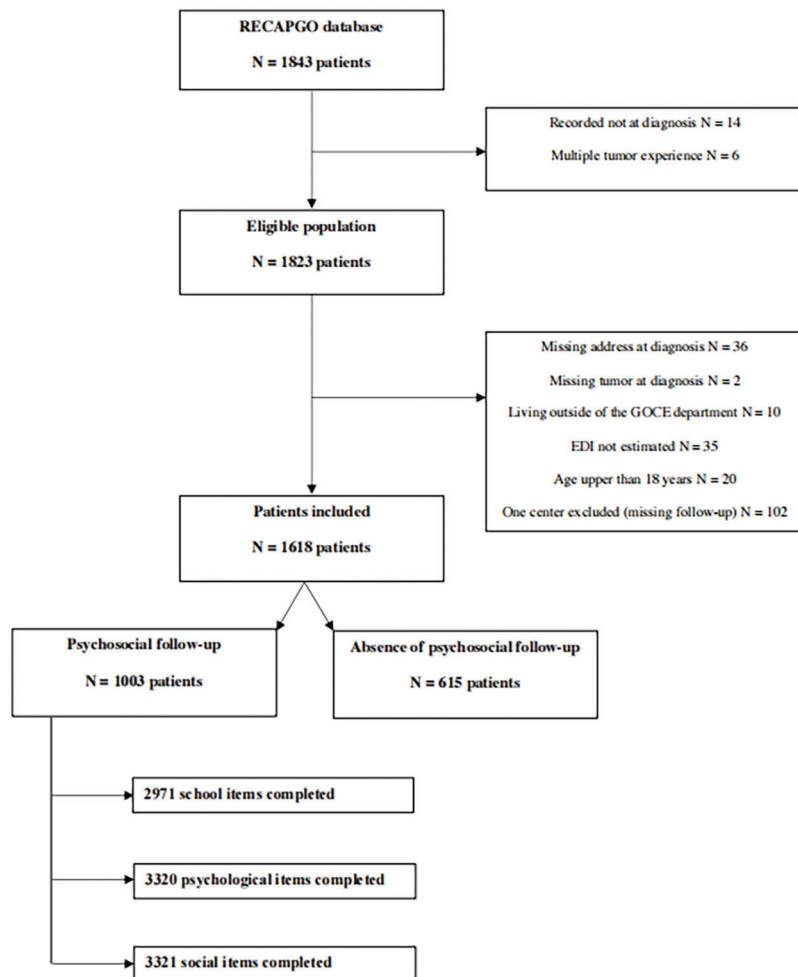 RECAPGO database
N = 1843 patients
Recorded not at diagnosis N = 14
Multiple tumor experience N = 6
Eligible population
N = 1823 patients
Missing address at diagnosis N = 36
Missing tumor at diagnosis N = 2
Living outside of the GOCE department N = 10
EDI not estimated N = 35
Age upper than 18 years N = 20
One center excluded (missing follow-up) N = 102
Patients included
N = 1618 patients
Psychosocial follow-up
N = 1003 patients
Absence of psychosocial follow-up
N = 615 patients
2971 school items completed
3320 psychological items completed
3321 social items completed